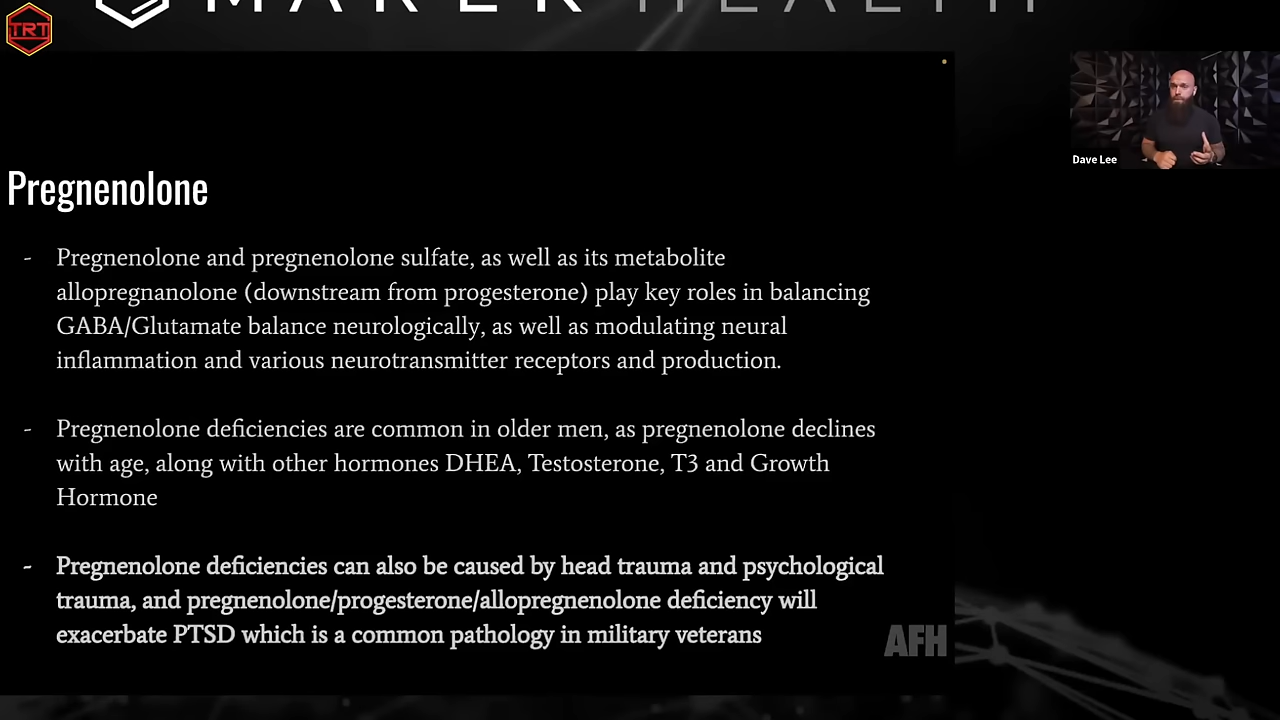 MAREK HEALTH
TRT
Dave Lee
Pregnenolone
- Pregnenolone and pregnenolone sulfate, as well as its metabolite
allopregnanolone (downstream from progesterone) play key roles in balancing
GABA/Glutamate balance neurologically, as well as modulating neural
inflammation and various neurotransmitter receptors and production.
- Pregnenolone deficiencies are common in older men, as pregnenolone declines
with age, along with other hormones DHEA, Testosterone, T3 and Growth
Hormone
- Pregnenolone deficiencies can also be caused by head trauma and psychological
trauma, and pregnenolone/progesterone/allopregnenolone deficiency will
exacerbate PTSD which is a common pathology in military veterans
AFH